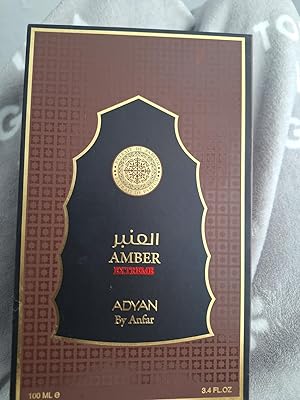 العنبر
AMBER
EXTREME
ADYAN
By Anfar
100 ML e
3.4 FL.OZ